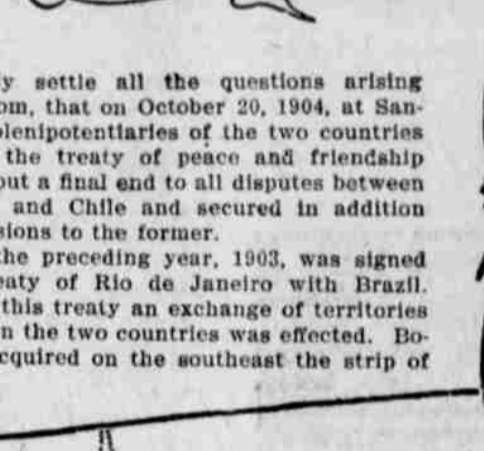 y settle all the questions arising
om, that on October 20, 1904, at San-
plenipotentiaries of the two countries
the treaty of peace and friendship
put a final end to all disputes between
and Chile and secured in addition
sions to the former.
the preceding year, 1903, was signed
eaty of Rio de Janeiro with Brazil.
this treaty an exchange of territories
n the two countries was effected. Bo-
cquired on the southeast the strip of